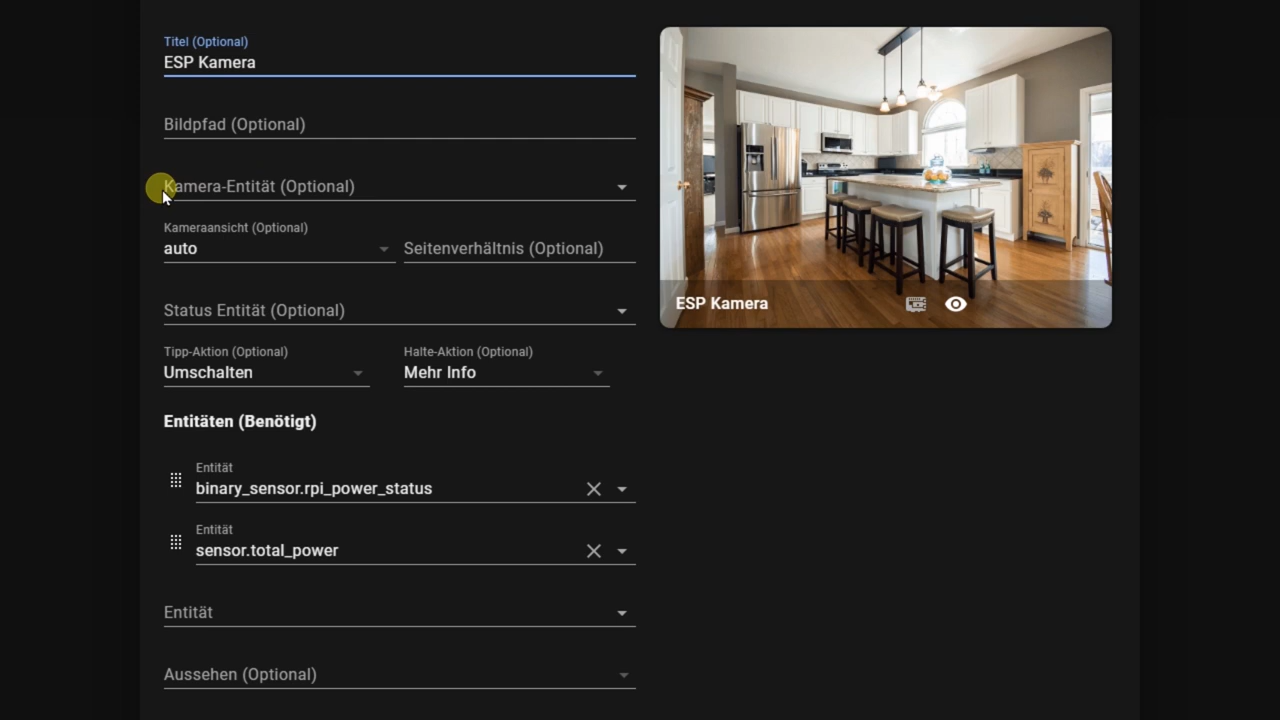 Titel (Optional)
ESP Kamera
Bildpfad (Optional)
Kamera-Entität (Optional)
Kameraansicht (Optional)
auto
Seitenverhältnis (Optional)
Status Entität (Optional)
Tipp-Aktion (Optional)
Umschalten
Halte-Aktion (Optional)
Mehr Info
Entitäten (Benötigt)
Entität
binary_sensor.rpi_power_status
Entität
sensor.total_power
Entität
Aussehen (Optional)
ESP Kamera